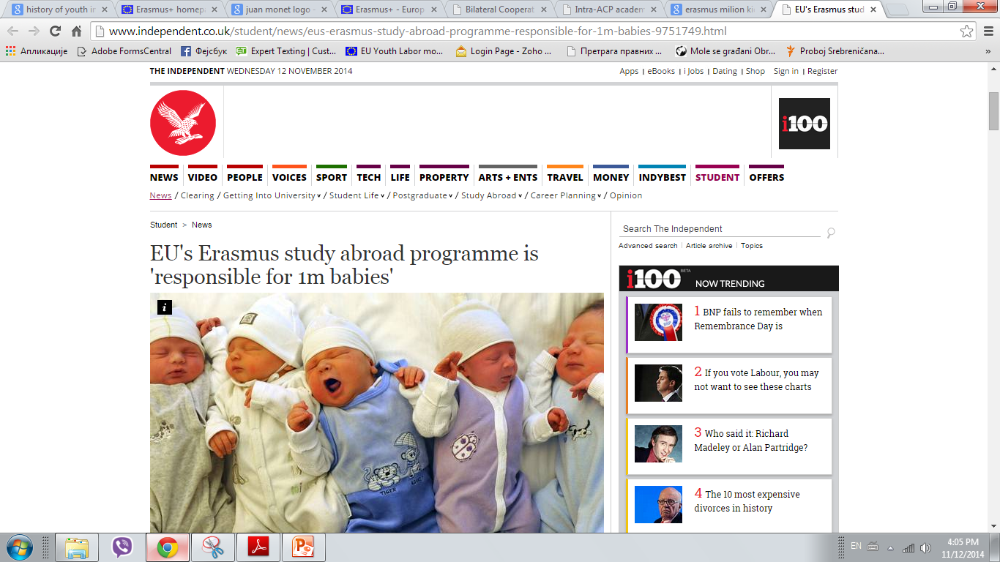 history of youth in
Erasmus+ homep
juan monet logo -
Erasmus+ - Europ
Bilateral Cooperat
Intra-ACP academ
erasmus milion ki
EU's Erasmus stud
www.independent.co.uk/student/news/eus-erasmus-study-abroad-programme-responsible-for-1m-babies-9751749.html
Апликације
Adobe FormsCentral
Фејсбук
Expert Texting | Cust...
EU Youth Labor mo...
Login Page - Zoho ...
Претрага правних ...
Mole se građani Obr...
Proboj Srebreničana...
»
THE INDEPENDENT WEDNESDAY 12 NOVEMBER 2014
Apps | eBooks | i Jobs | Dating | Shop Sign in | Register
i100
NEWS VIDEO PEOPLE VOICES SPORT TECH LIFE PROPERTY ARTS + ENTS TRAVEL MONEY INDYBEST STUDENT OFFERS
News / Clearing / Getting Into University / Student Life / Postgraduate / Study Abroad / Career Planning / Opinion
Student > News
EU's Erasmus study abroad programme is
'responsible for 1m babies'
i
TIGER
Search The Independent
Advanced search | Article archive | Topics
i100 BETA NOW TRENDING
BNP
1 BNP fails to remember when
Remembrance Day is
2 If you vote Labour, you may
not want to see these charts
3 Who said it: Richard
Madeley or Alan Partridge?
4 The 10 most expensive
divorces in history
EN
4:05 PM
11/12/2014